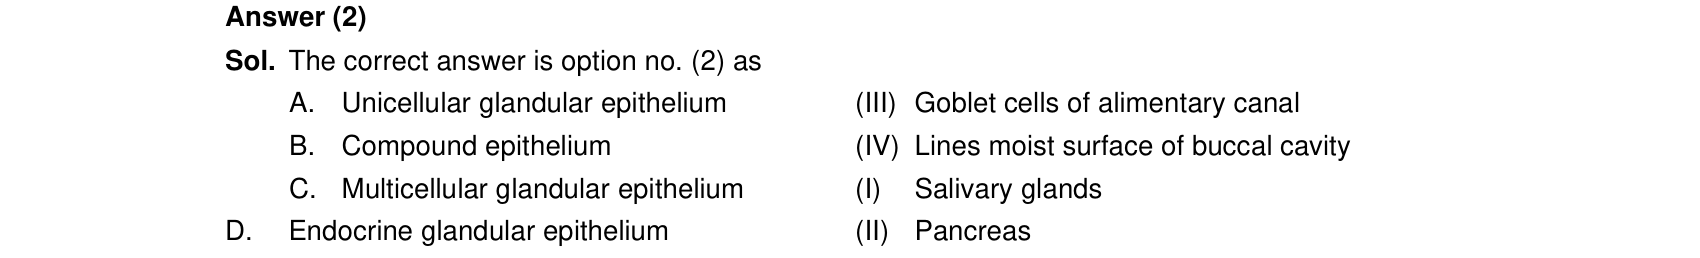 Answer (2)
Sol. The correct answer is option no. (2) as
A. Unicellular glandular epithelium (III) Goblet cells of alimentary canal
B. Compound epithelium (IV) Lines moist surface of buccal cavity
C. Multicellular glandular epithelium (I) Salivary glands
D. Endocrine glandular epithelium (II) Pancreas